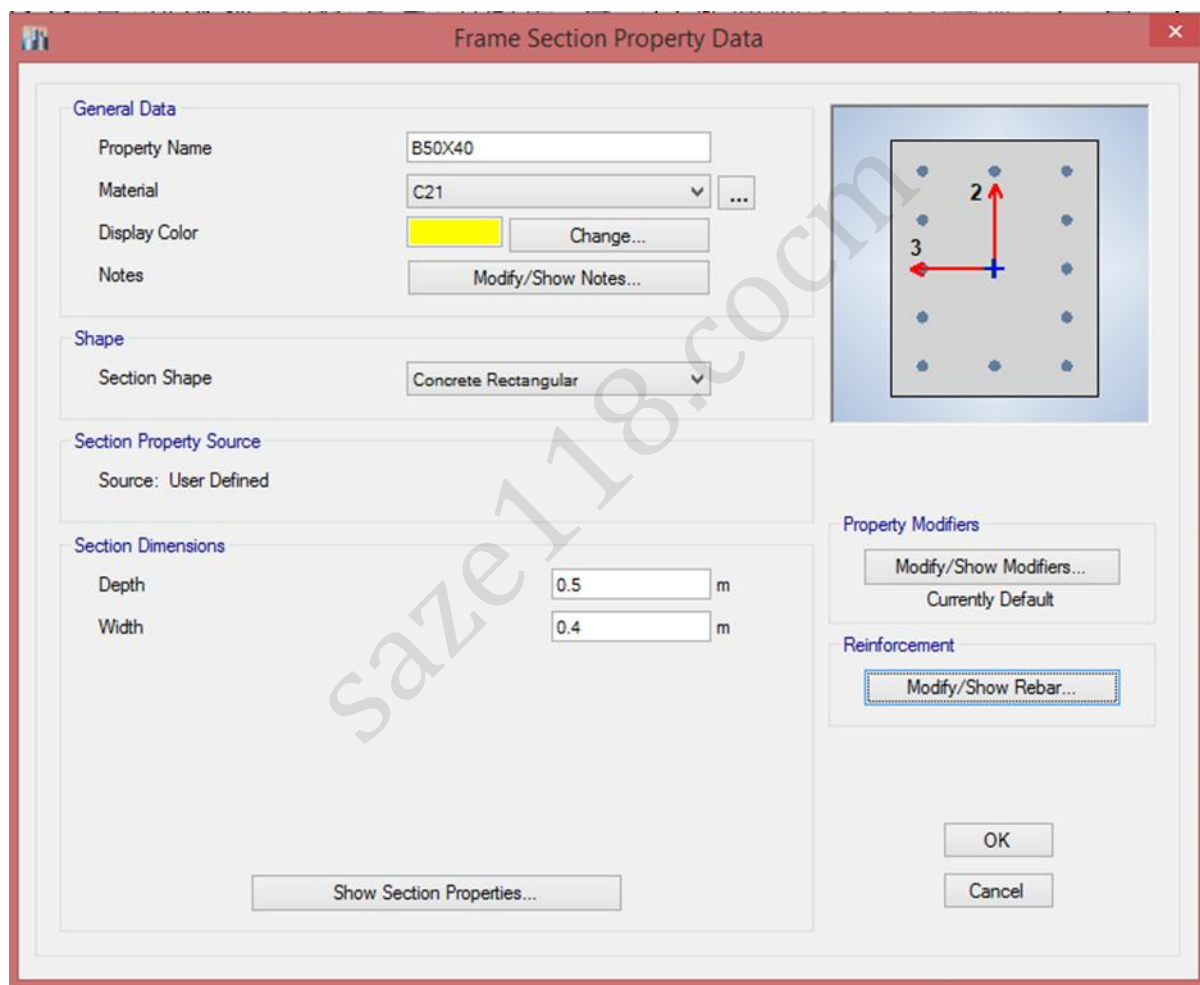 Frame Section Property Data
General Data
Property Name B50X40
Material C21 ...
Display Color Change...
Notes Modify/Show Notes...
2
3
Shape
Section Shape Concrete Rectangular
Section Property Source
Source: User Defined
Section Dimensions
Depth 0.5 m
Width 0.4 m
Show Section Properties...
Property Modifiers
Modify/Show Modifiers...
Currently Default
Reinforcement
Modify/Show Rebar...
OK
Cancel
saze118.cocm